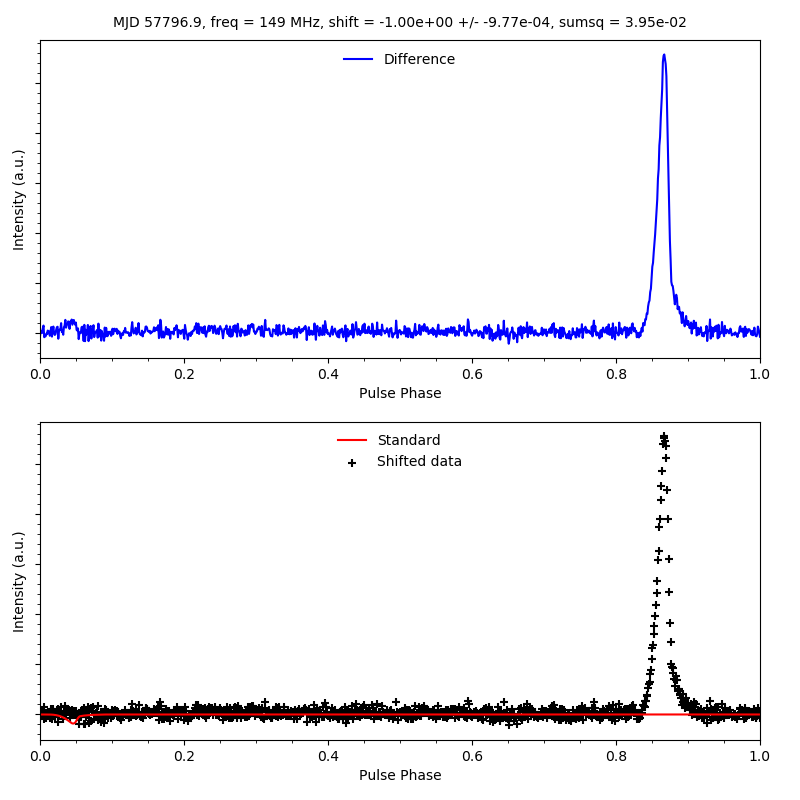 MJD 57796.9, freq = 149 MHz, shift = -1.00e+00 +/- -9.77e-04, sumsq = 3.95e-02
Difference
Intensity (a.u.)
0.0 0.2 0.4 0.6 0.8 1.0
Pulse Phase
Standard
Shifted data
Intensity (a.u.)
0.0 0.2 0.4 0.6 0.8 1.0
Pulse Phase